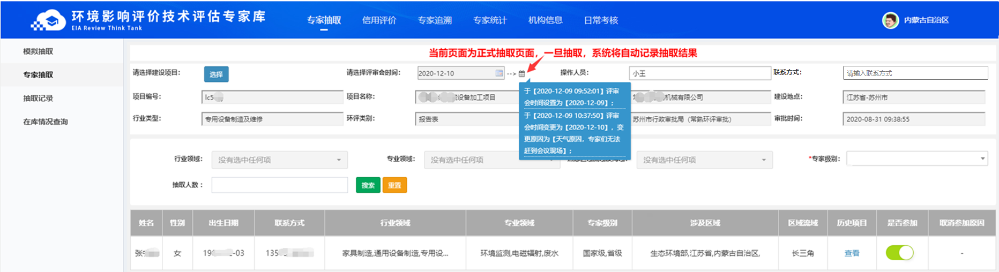 环境影响评价技术评估专家库
EIA Review Think Tank
专家抽取 信用评价 专家追溯 专家统计 机构信息 日常考核
内蒙古自治区
模拟抽取
专家抽取
抽取记录
在库情况查询
当前页面为正式抽取页面，一旦抽取，系统将自动记录抽取结果
请选择建设项目： 选择 请选择评审会时间： 2020-12-10 --> 操作人员： 小王 联系方式： 请输入联系方式
于【2020-12-09 09:52:01】评审
会时间设置为【2020-12-09】；
于【2020-12-09 10:37:50】评审
会时间变更为【2020-12-10】，变
更原因为【天气原因，专家们无法
赶到会议现场】；
项目编号： lc5 项目名称： 设备加工项目 机械有限公司 建设地点： 江苏省-苏州市
行业类型： 专用设备制造及维修 环评类别： 报告表 苏州市行政审批局（常熟环评审批） 审批时间： 2020-08-31 09:38:55
行业领域： 没有选中任何项 专业领域： 没有选中任何项 没有选中任何项 *专家级别：
抽取人数： 搜索 重置
姓名 性别 出生日期 联系方式 行业领域 专业领域 专家级别 涉及区域 区域流域 历史项目 是否参加 取消参加原因
张 女 19 -03 135 家具制造,通用设备制造,专用设... 环境监测,电磁辐射,废水 国家级,省级 生态环境部,江苏省,内蒙古自治区, 长三角 查看 -